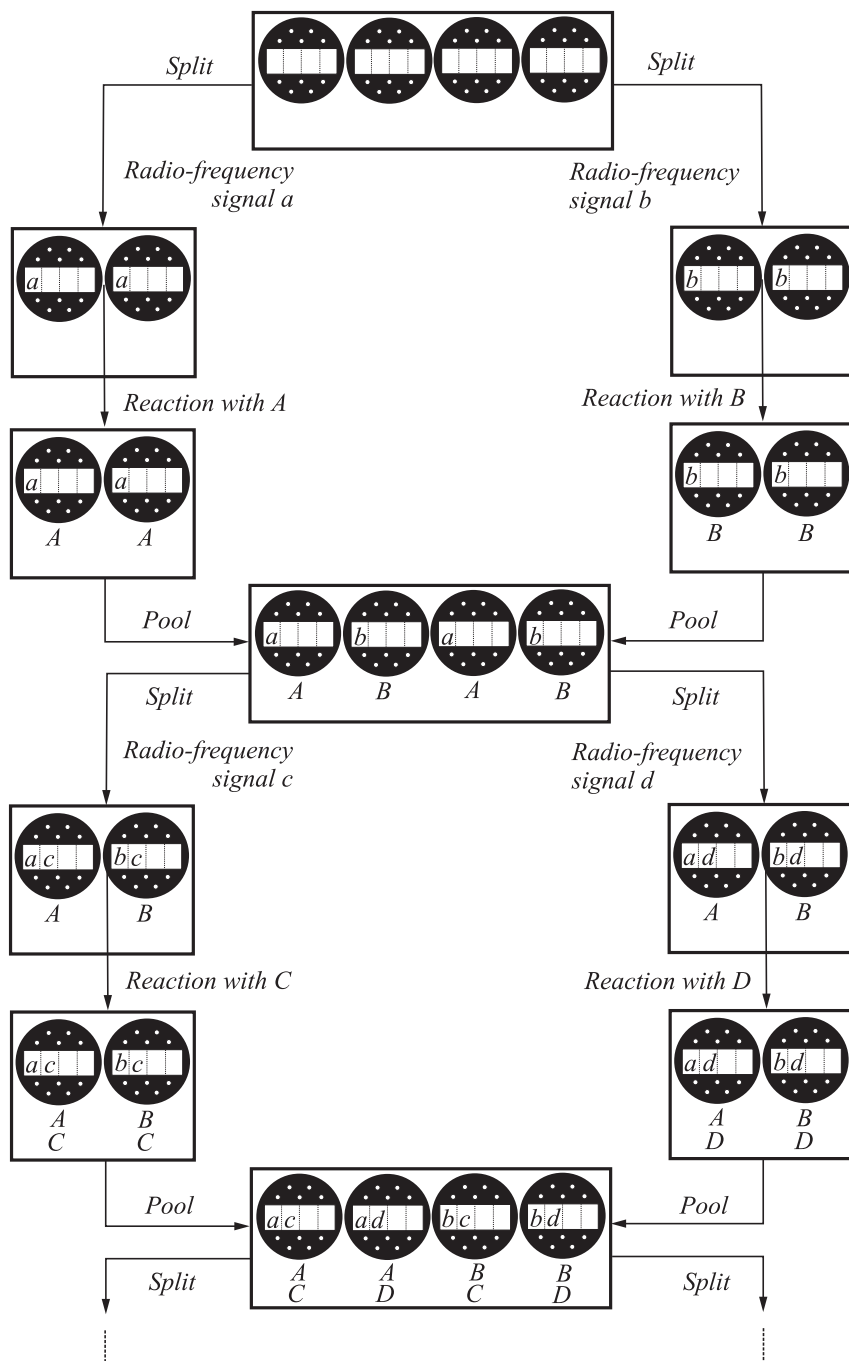 Split
Split
Radio-frequency
signal a
Radio-frequency
signal b
a a
b b
Reaction with A
Reaction with B
a a
A A
b b
B B
Pool
Pool
a b a b
A B A B
Split
Split
Radio-frequency
signal c
Radio-frequency
signal d
a c b c
A B
a d b d
A B
Reaction with C
Reaction with D
a c b c
A B
C C
a d b d
A B
D D
Pool
Pool
a c a d b c b d
A A B B
C D C D
Split
Split